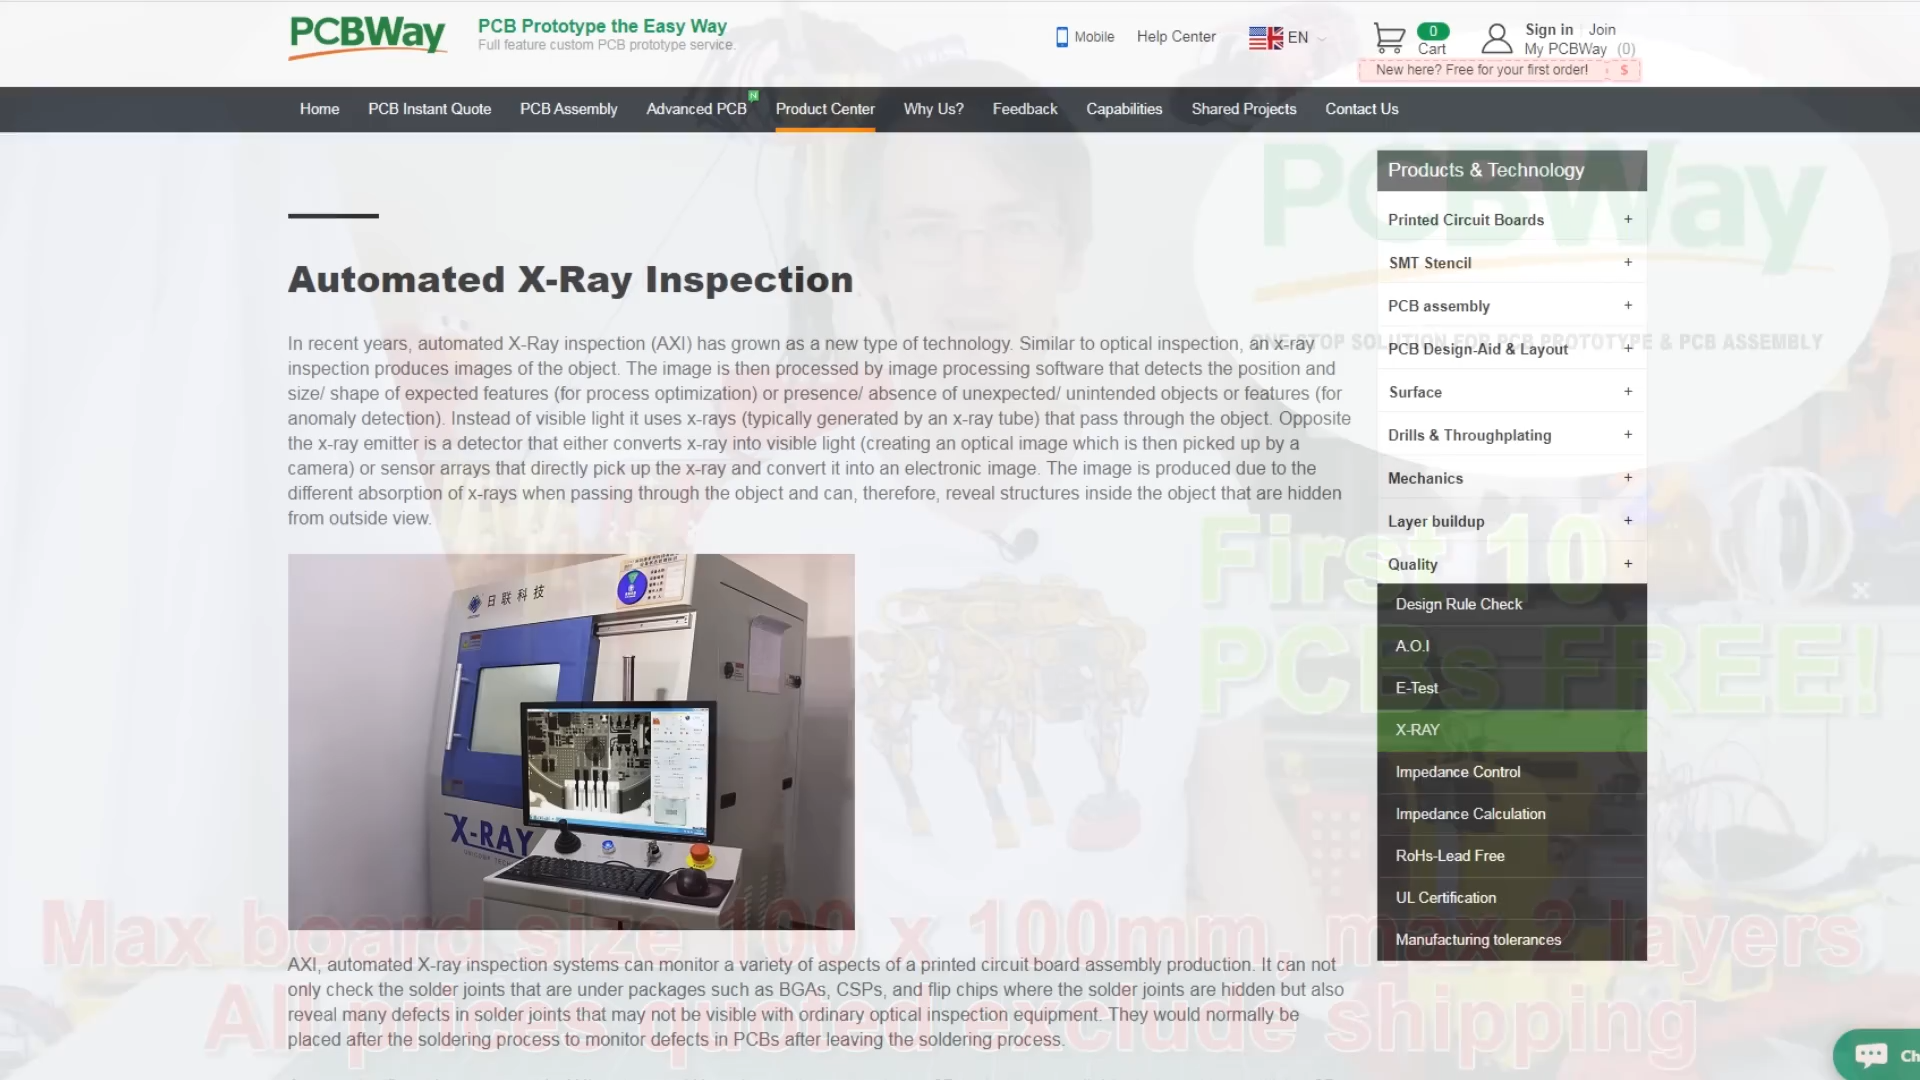 PCBWay
PCB Prototype the Easy Way
Full feature custom PCB prototype service.
Mobile
Help Center
EN
0
Cart
Sign in | Join
My PCBWay (0)
New here? Free for your first order! $
Home
PCB Instant Quote
PCB Assembly
Advanced PCB
N
Product Center
Why Us?
Feedback
Capabilities
Shared Projects
Contact Us
Automated X-Ray Inspection
In recent years, automated X-Ray inspection (AXI) has grown as a new type of technology. Similar to optical inspection, an x-ray
inspection produces images of the object. The image is then processed by image processing software that detects the position and
size/ shape of expected features (for process optimization) or presence/ absence of unexpected/ unintended objects or features (for
anomaly detection). Instead of visible light it uses x-rays (typically generated by an x-ray tube) that pass through the object. Opposite
the x-ray emitter is a detector that either converts x-ray into visible light (creating an optical image which is then picked up by a
camera) or sensor arrays that directly pick up the x-ray and convert it into an electronic image. The image is produced due to the
different absorption of x-rays when passing through the object and can, therefore, reveal structures inside the object that are hidden
from outside view.
日联科技
X-RAY
AXI, automated X-ray inspection systems can monitor a variety of aspects of a printed circuit board assembly production. It can not
only check the solder joints that are under packages such as BGAs, CSPs, and flip chips where the solder joints are hidden but also
reveal many defects in solder joints that may not be visible with ordinary optical inspection equipment. They would normally be
placed after the soldering process to monitor defects in PCBs after leaving the soldering process.
Products & Technology
Printed Circuit Boards +
SMT Stencil +
PCB assembly +
PCB Design-Aid & Layout +
Surface +
Drills & Throughplating +
Mechanics +
Layer buildup +
Quality +
Design Rule Check
A.O.I
E-Test
X-RAY
Impedance Control
Impedance Calculation
RoHs-Lead Free
UL Certification
Manufacturing tolerances
PCBWay
ONE STOP SOLUTION FOR PCB PROTOTYPE & PCB ASSEMBLY
First 10
PCBs FREE!
Max board size 100 x 100mm, max 2 layers
All prices quoted exclude shipping
Ch